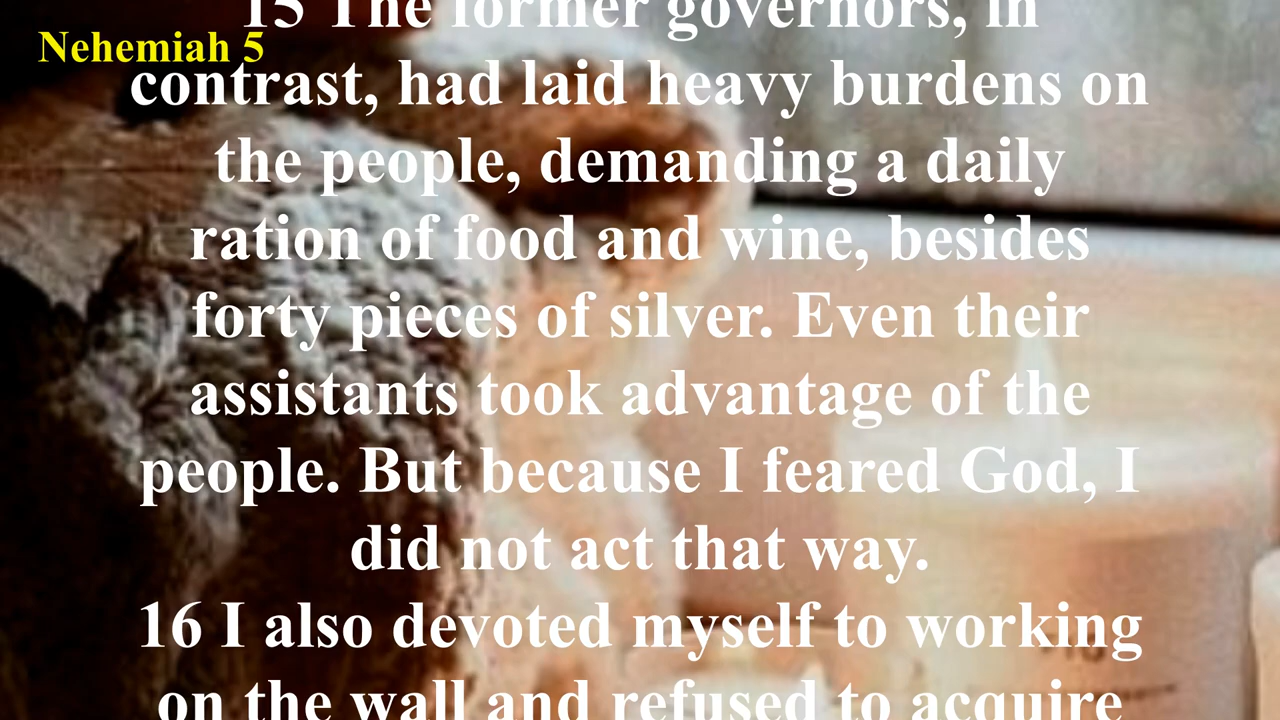 Nehemiah 5
15 The former governors, in
contrast, had laid heavy burdens on
the people, demanding a daily
ration of food and wine, besides
forty pieces of silver. Even their
assistants took advantage of the
people. But because I feared God, I
did not act that way.
16 I also devoted myself to working
on the wall and refused to acquire